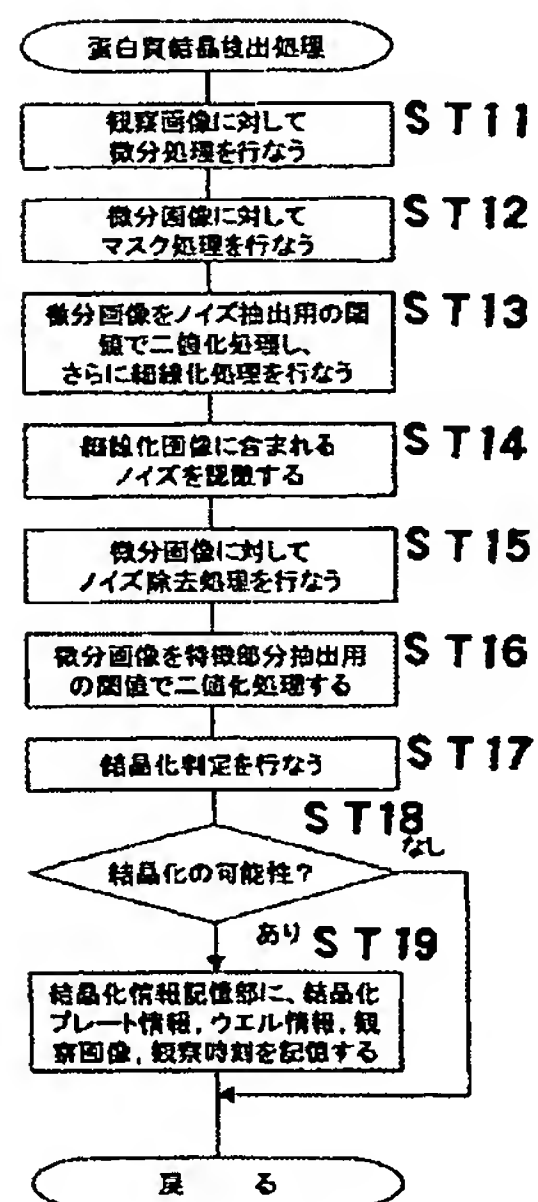 蛋白質結晶検出処理
観察画像に対して
微分処理を行なう
ST11
微分画像に対して
マスク処理を行なう
ST12
微分画像をノイズ抽出用の閾
値で二値化処理し、
さらに細線化処理を行なう
ST13
細線化画像に含まれる
ノイズを認識する
ST14
微分画像に対して
ノイズ除去処理を行なう
ST15
微分画像を特徴部分抽出用
の閾値で二値化処理する
ST16
結晶化判定を行なう
ST17
ST18
なし
結晶化の可能性?
あり ST19
結晶化情報記憶部に、結晶化
プレート情報,ウエル情報,観
察画像,観察時刻を記憶する
戻 る